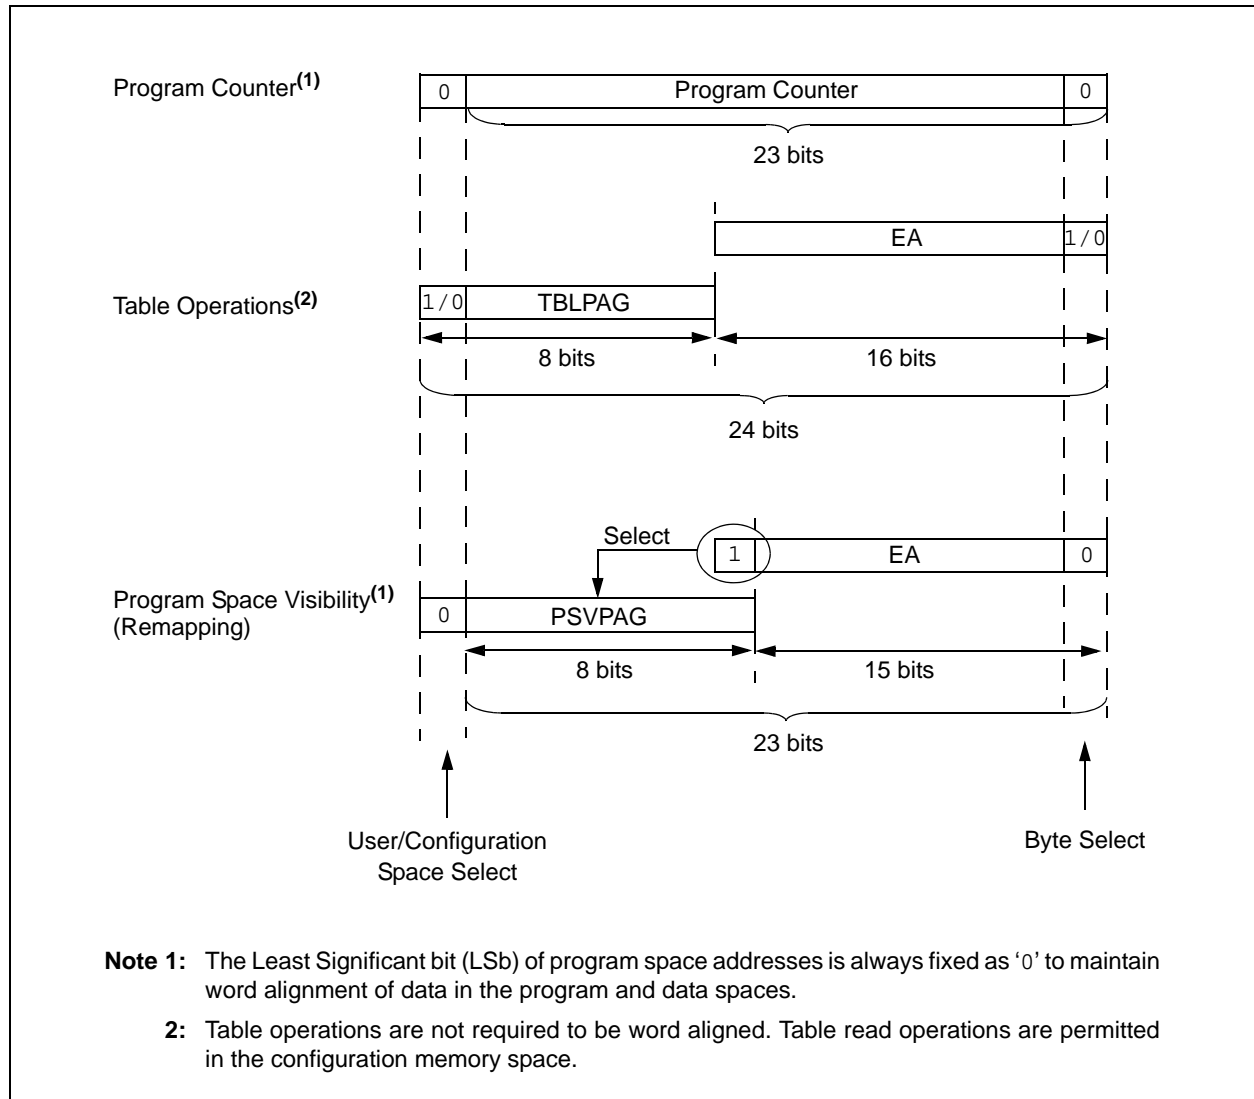 Program Counter(1)
0 Program Counter 0
23 bits
EA 1/0
Table Operations(2)
1/0 TBLPAG
8 bits 16 bits
24 bits
Select
1 EA 0
Program Space Visibility(1)
(Remapping)
0 PSVPAG
8 bits 15 bits
23 bits
User/Configuration
Space Select
Byte Select
Note 1: The Least Significant bit (LSb) of program space addresses is always fixed as ‘0’ to maintain
word alignment of data in the program and data spaces.
2: Table operations are not required to be word aligned. Table read operations are permitted
in the configuration memory space.